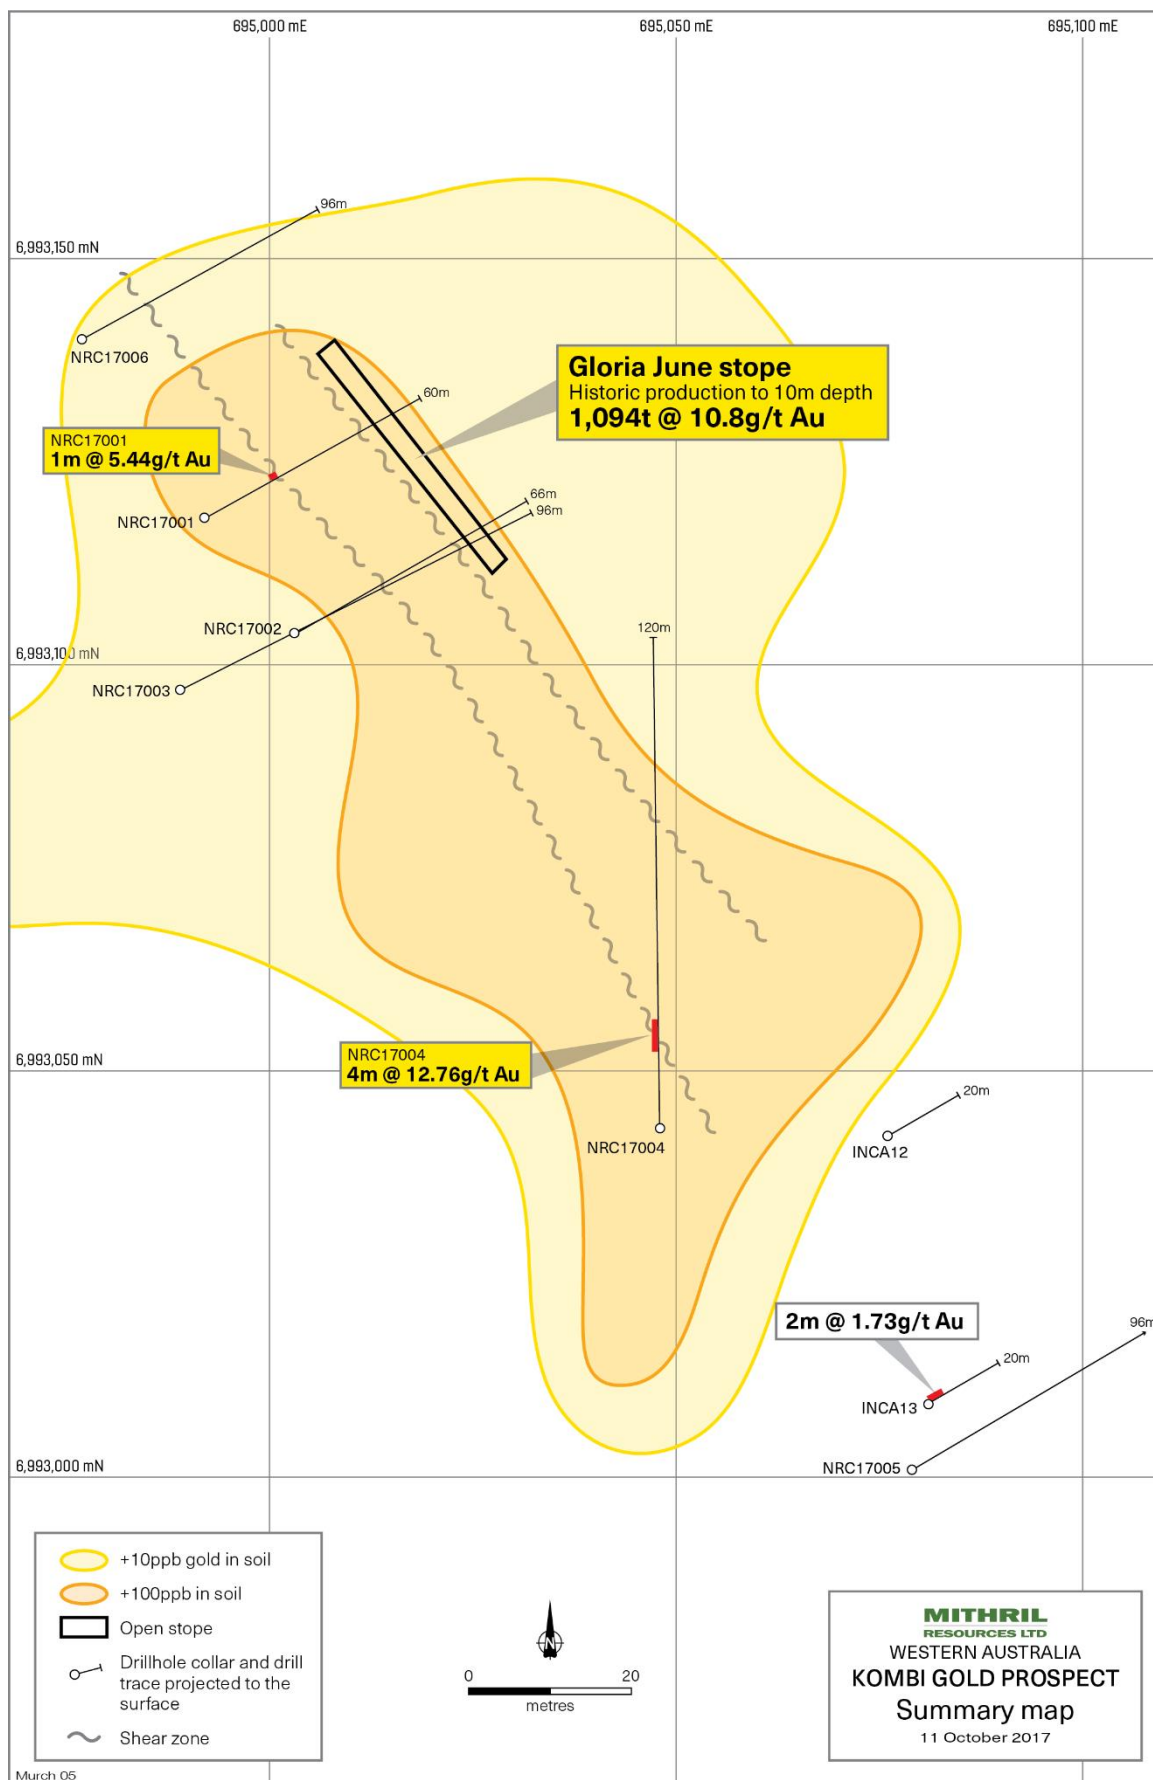 695,000 mE
695,050 mE
695,100 mE
96m
6,993,150 mN
NRC17006
Gloria June stope
Historic production to 10m depth
1,094t @ 10.8g/t Au
60m
NRC17001
1m @ 5.44g/t Au
66m
96m
NRC17001
NRC17002
120m
6,993,100 mN
NRC17003
6,993,050 mN
NRC17004
4m @ 12.76g/t Au
20m
NRC17004
INCA12
2m @ 1.73g/t Au
96m
20m
INCA13
NRC17005
6,993,000 mN
+10ppb gold in soil
+100ppb in soil
Open stope
Drillhole collar and drill
trace projected to the
surface
Shear zone
N
0 20
metres
MITHRIL
RESOURCES LTD
WESTERN AUSTRALIA
KOMBI GOLD PROSPECT
Summary map
11 October 2017
Murch 05